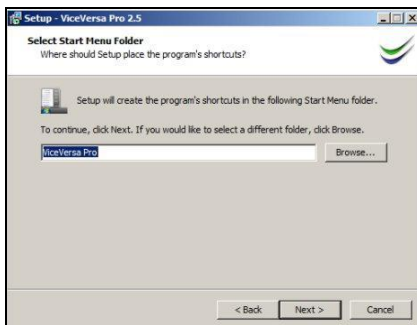 Setup - ViceVersa Pro 2.5
Select Start Menu Folder
Where should Setup place the program's shortcuts?
Setup will create the program's shortcuts in the following Start Menu folder.
To continue, click Next. If you would like to select a different folder, click Browse.
ViceVersa Pro
Browse...
< Back
Next >
Cancel